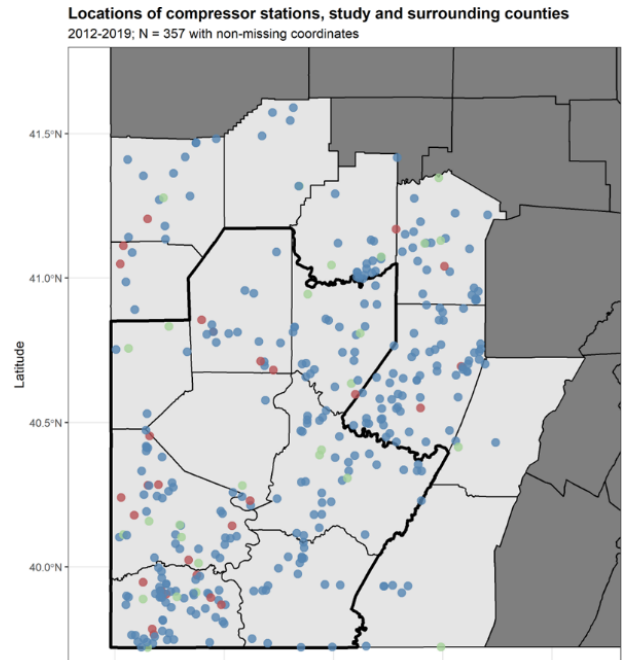 Locations of compressor stations, study and surrounding counties
2012-2019; N = 357 with non-missing coordinates
41.5°N
41.0°N
Latitude
40.5°N
40.0°N